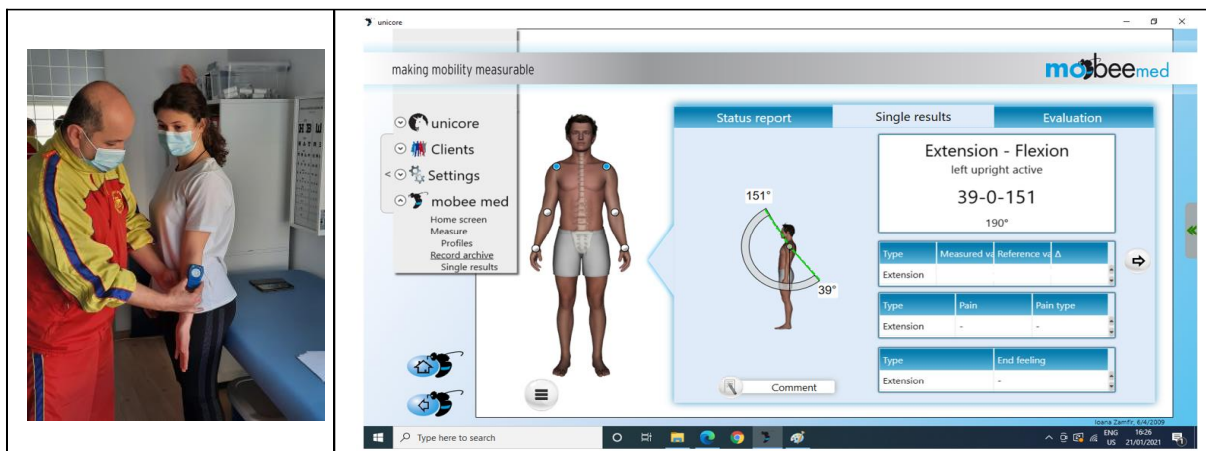 unicore
making mobility measurable
mobeemed
unicore
Clients
< Settings
mobee med
Home screen
Measure
Profiles
Record archive
Single results
Status report
Single results
Evaluation
151°
39°
Extension - Flexion
left upright active
39-0-151
190°
Type Measured va Reference va Δ
Extension
Type Pain Pain type
Extension - -
Type End feeling
Extension -
Comment
Ioana Zamfir, 6/4/2009
Type here to search
ENG 16:26
US 21/01/2021